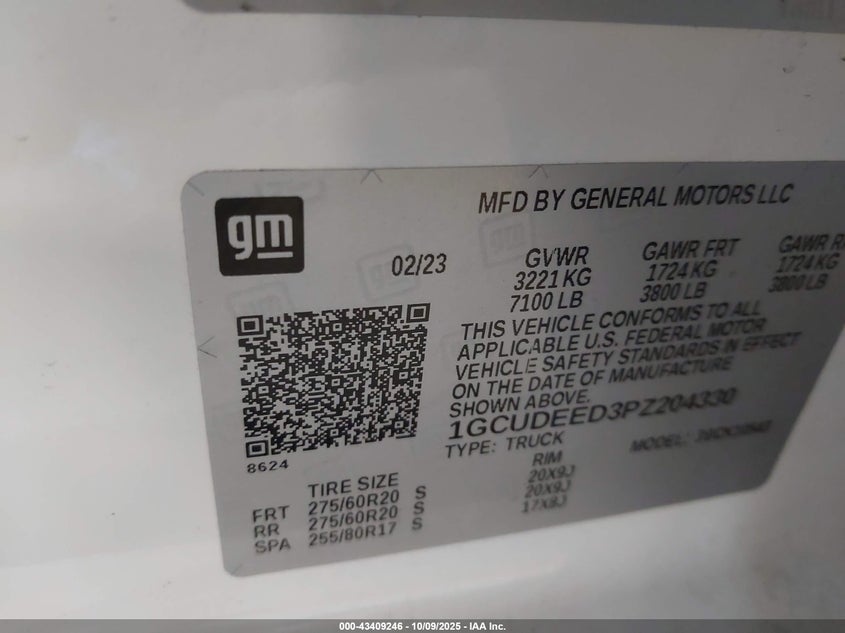 gm
MFD BY GENERAL MOTORS LLC
02/23
GVWR GAWR FRT GAWR
3221 KG 1724 KG 1724 KG
7100 LB 3800 LB 3800 LB
THIS VEHICLE CONFORMS TO ALL
APPLICABLE U.S. FEDERAL MOTOR
VEHICLE SAFETY STANDARDS IN EFFECT
ON THE DATE OF MANUFACTURE
SHOWN ABOVE.
1GCUDEED3PZ204330
TYPE: TRUCK MODEL:
8624
TIRE SIZE RIM
FRT 275/60R20 S 20X9J
RR 275/60R20 S 20X9J
SPA 255/80R17 S 17X8J
000-43409246 - 10/09/2025 - IAA Inc.